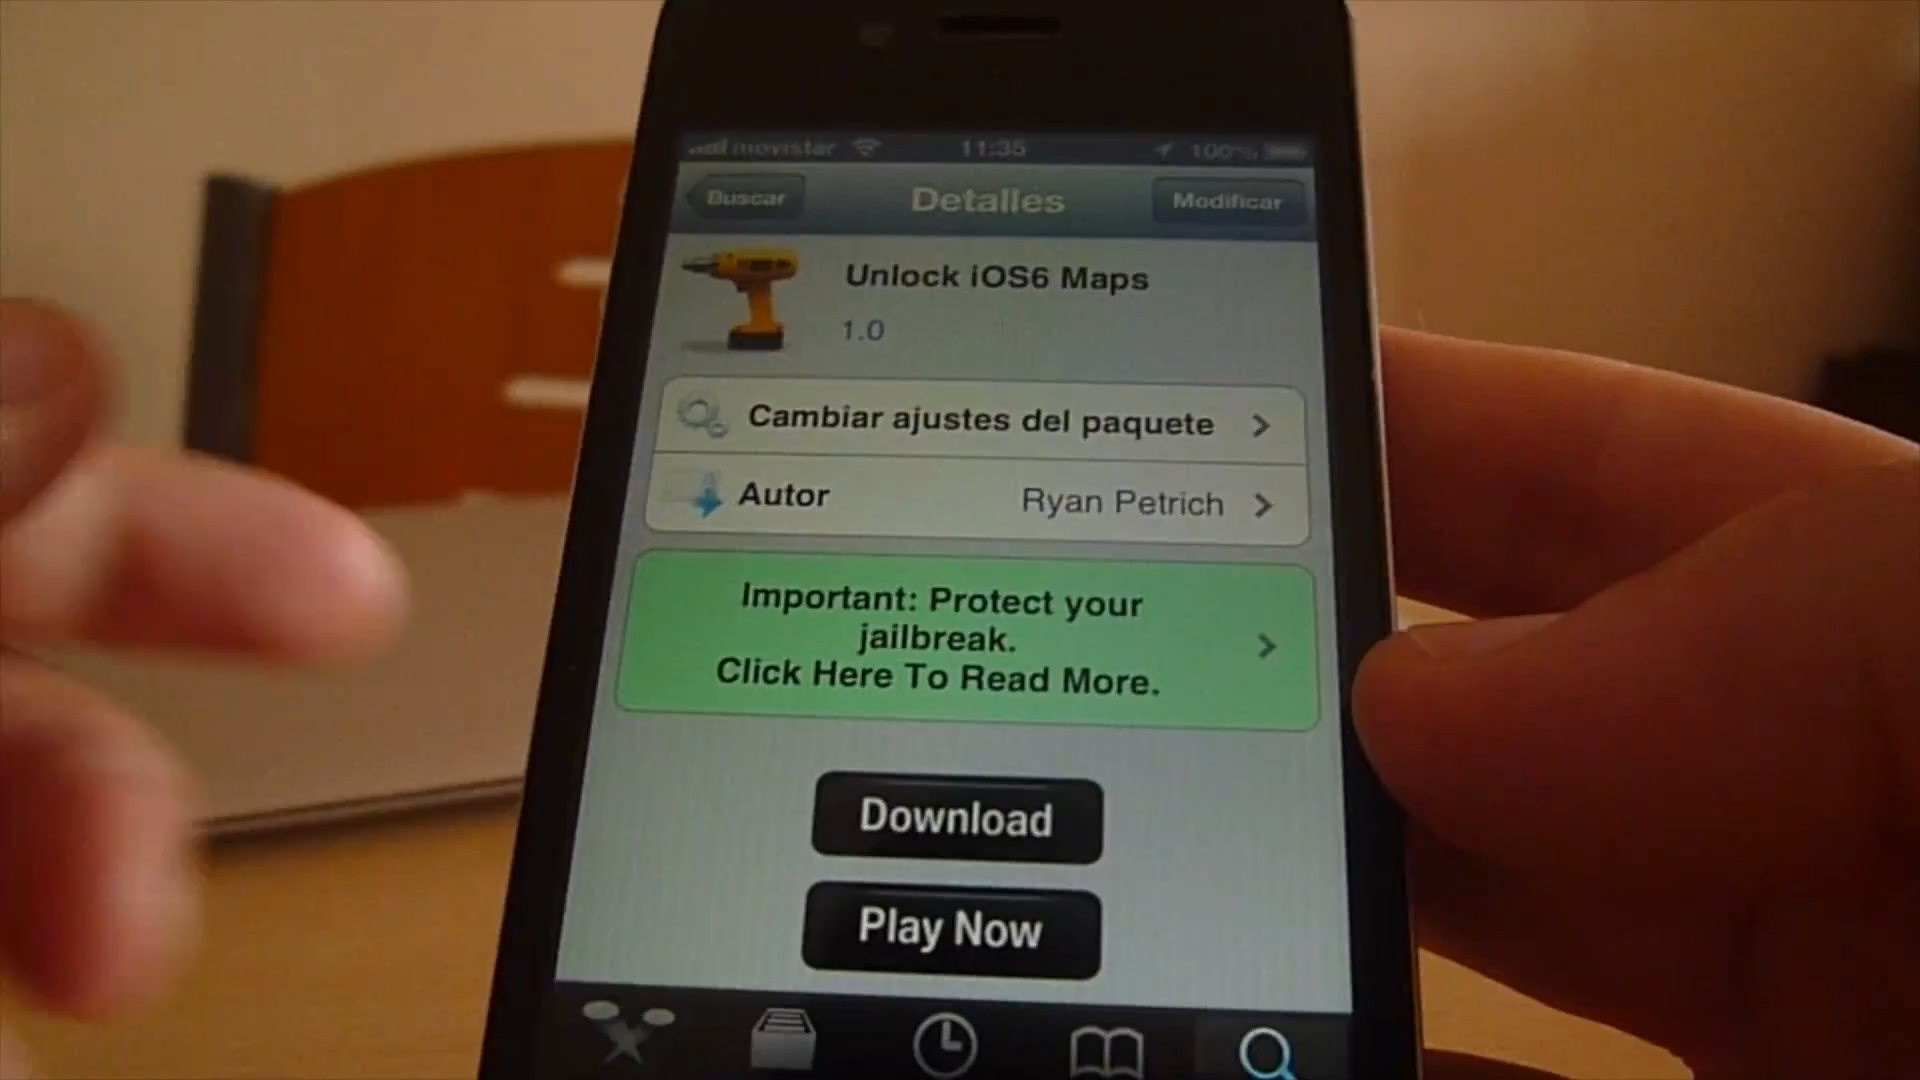 movistar 11:35 100%
Buscar Detalles Modificar
Unlock iOS6 Maps
1.0
Cambiar ajustes del paquete
Autor Ryan Petrich
Important: Protect your
jailbreak.
Click Here To Read More.
Download
Play Now